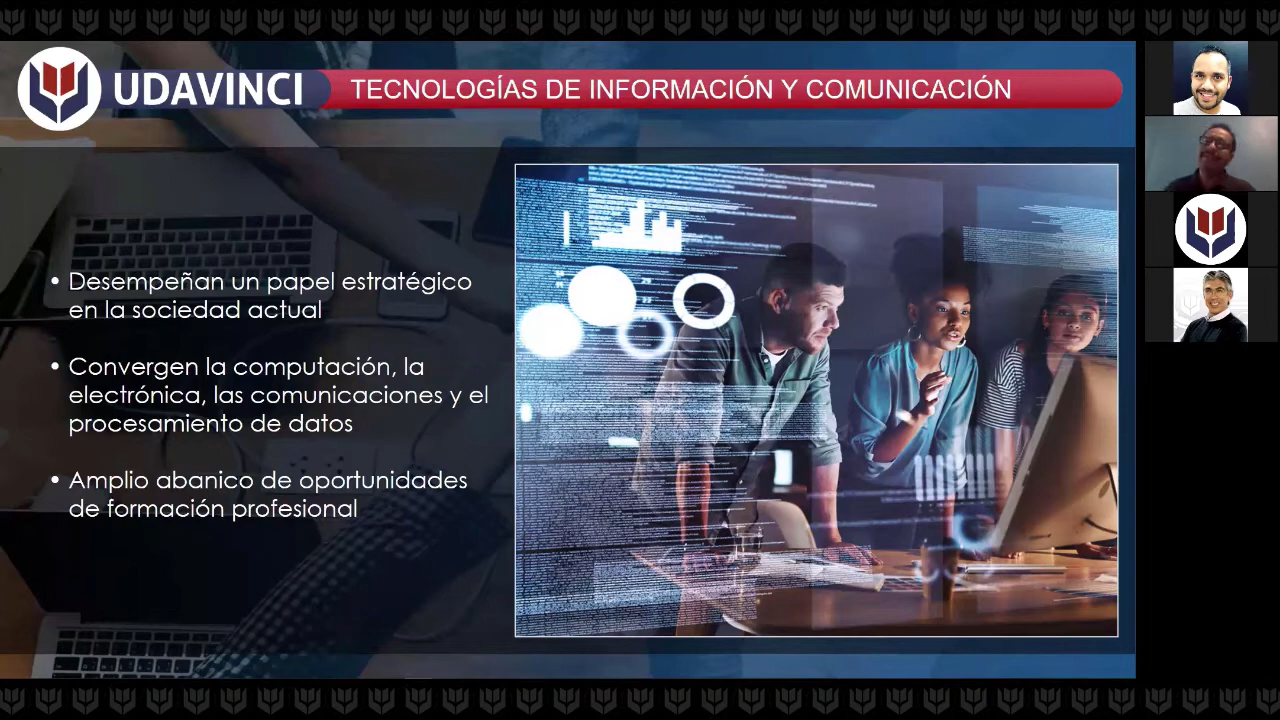 UDAVINCI
TECNOLOGÍAS DE INFORMACIÓN Y COMUNICACIÓN
• Desempeñan un papel estratégico
en la sociedad actual
• Convergen la computación, la
electrónica, las comunicaciones y el
procesamiento de datos
• Amplio abanico de oportunidades
de formación profesional